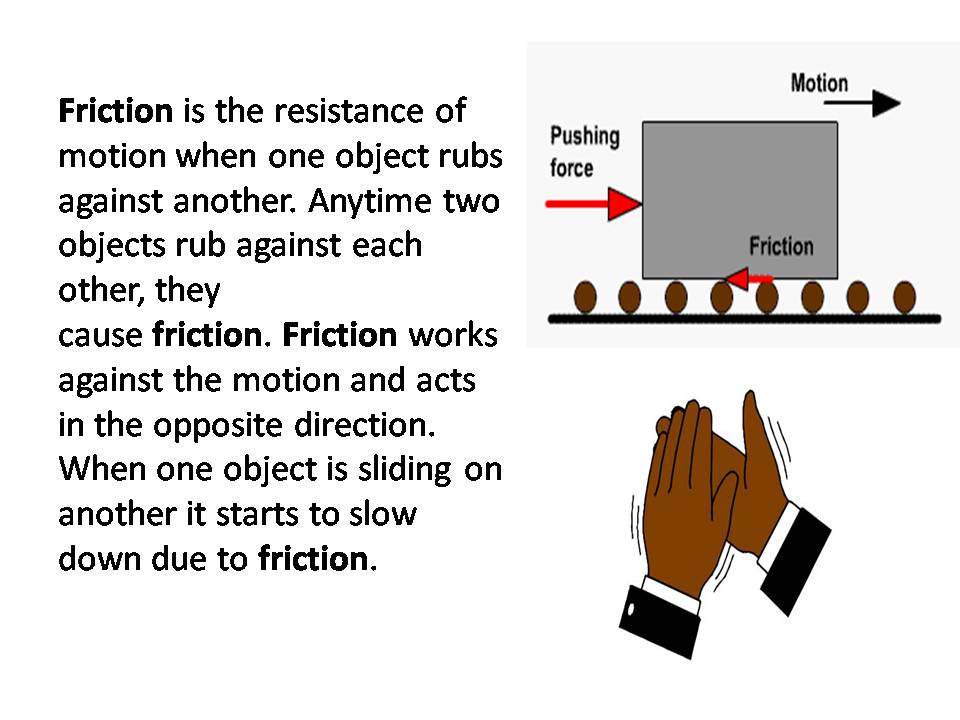 Friction is the resistance of
motion when one object rubs
against another. Anytime two
objects rub against each
other, they
cause friction. Friction works
against the motion and acts
in the opposite direction.
When one object is sliding on
another it starts to slow
down due to friction.
Motion
Pushing
force
Friction